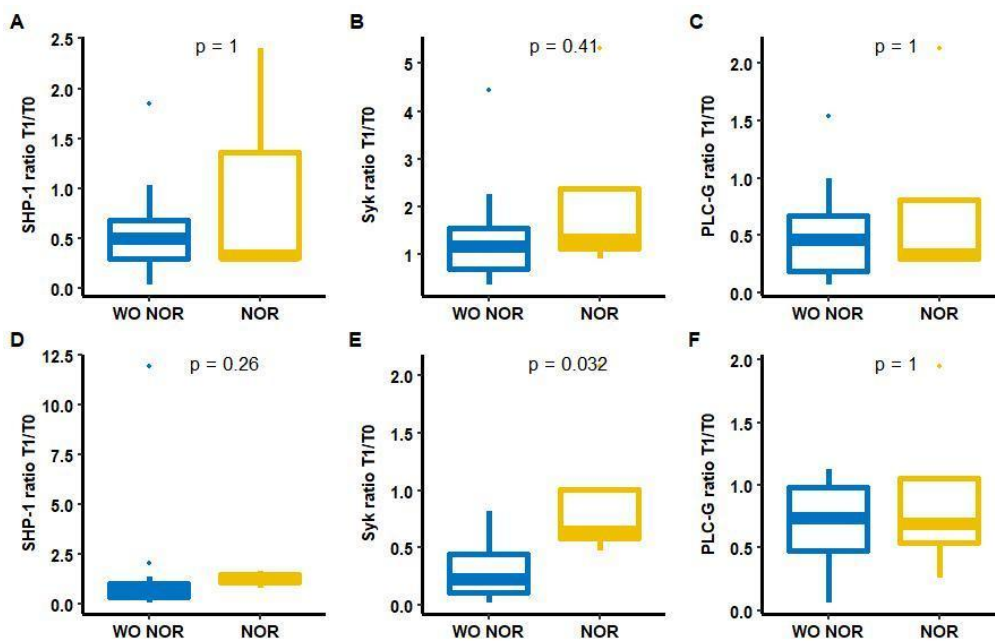 A
SHP-1 ratio T1/T0
2.5
2.0
1.5
1.0
0.5
0.0
p = 1
WO NOR NOR
B
Syk ratio T1/T0
5
4
3
2
1
p = 0.41
WO NOR NOR
C
PLC-G ratio T1/T0
2.0
1.5
1.0
0.5
0.0
p = 1
WO NOR NOR
D
SHP-1 ratio T1/T0
12.5
10.0
7.5
5.0
2.5
0.0
p = 0.26
WO NOR NOR
E
Syk ratio T1/T0
2.0
1.5
1.0
0.5
0.0
p = 0.032
WO NOR NOR
F
PLC-G ratio T1/T0
2.0
1.5
1.0
0.5
0.0
p = 1
WO NOR NOR